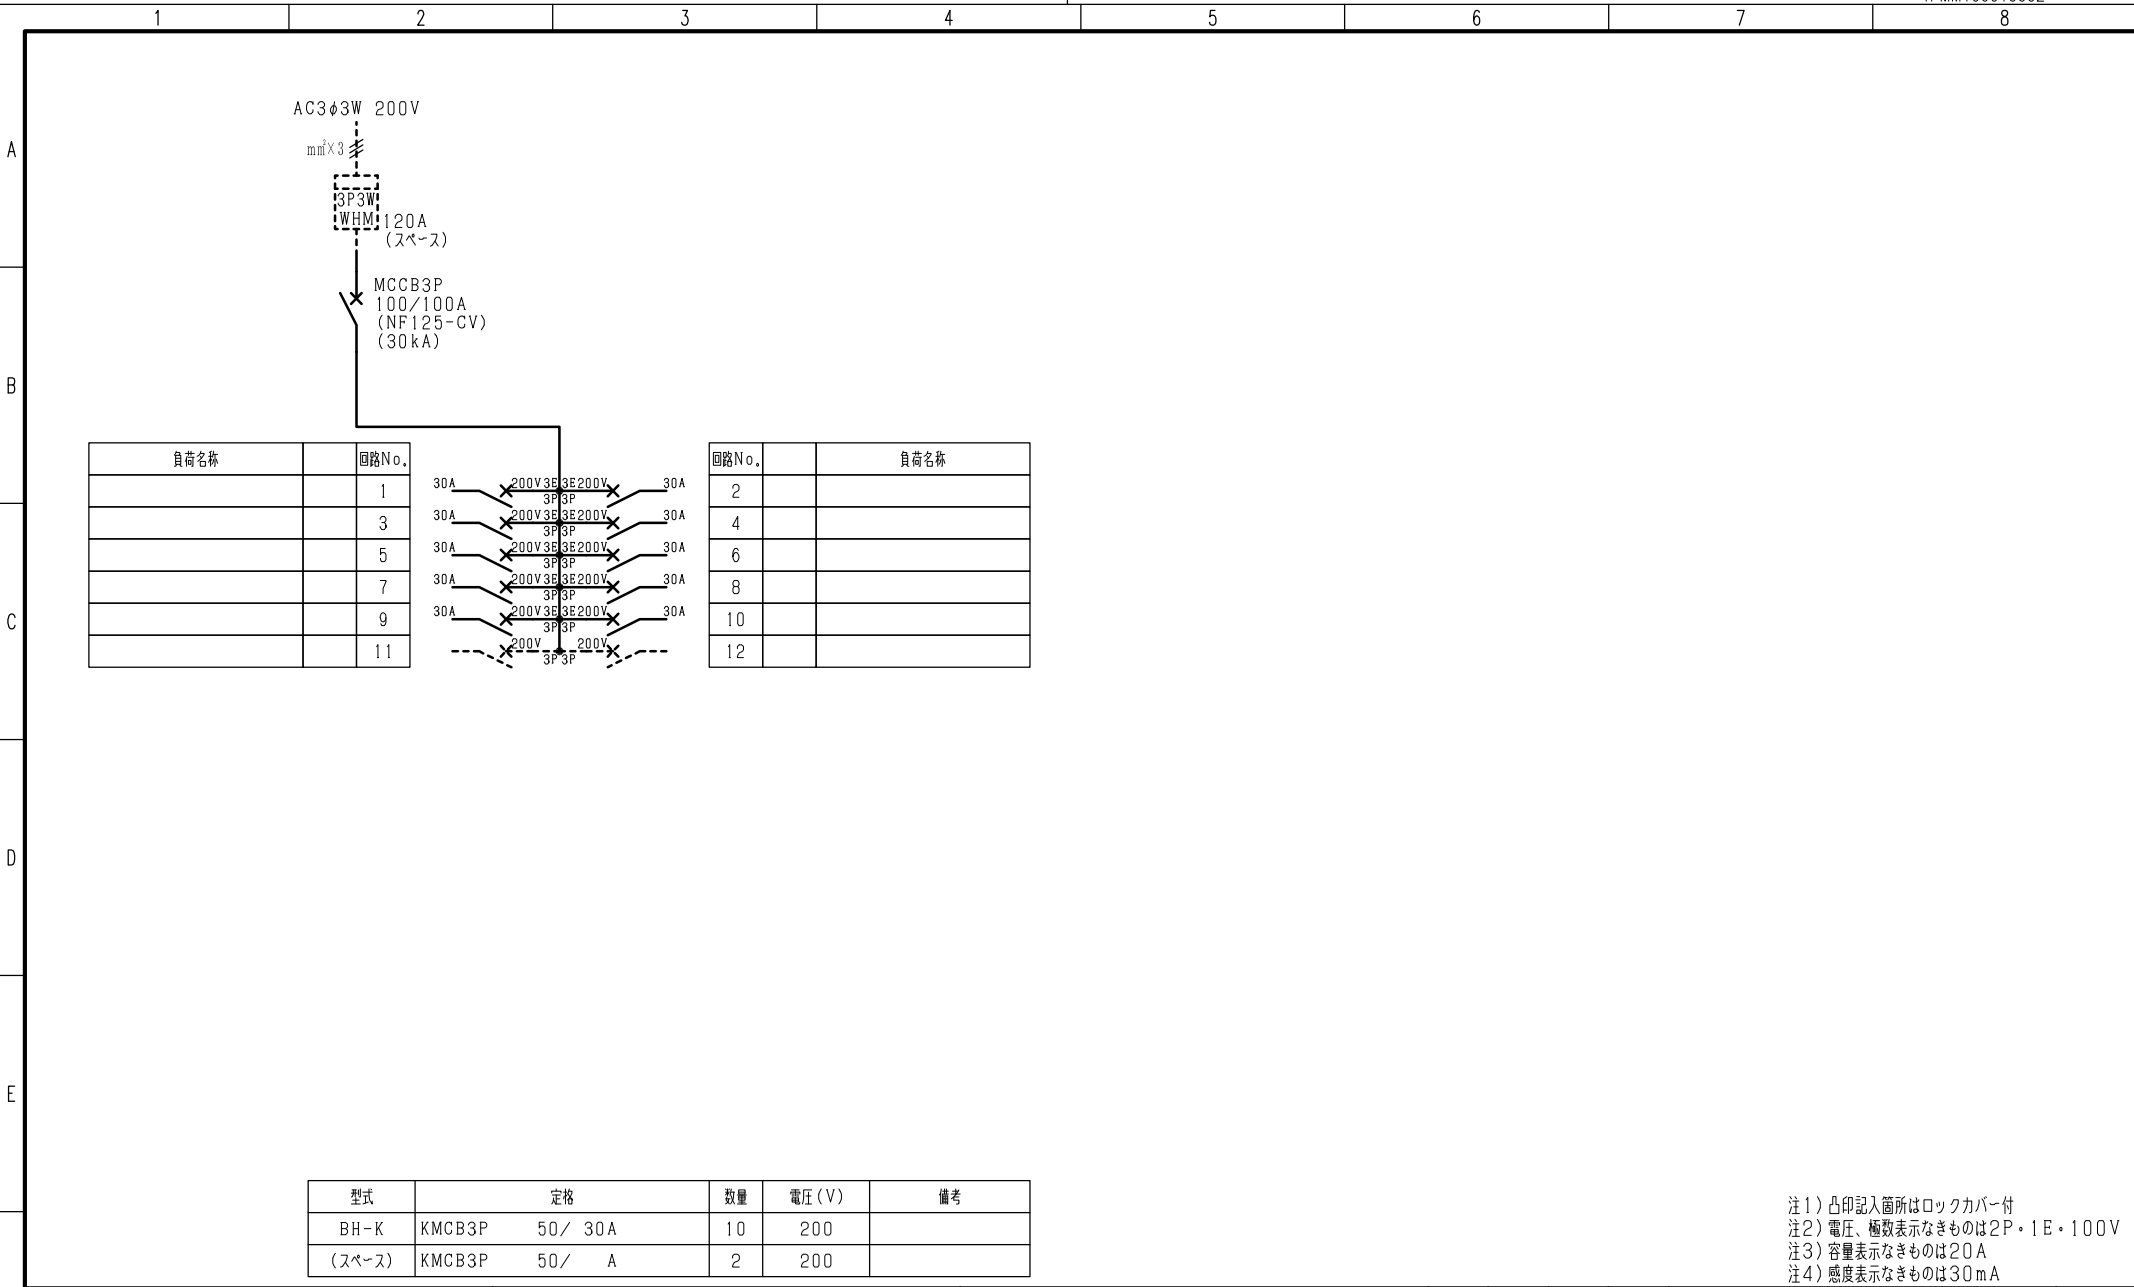 1 2 3 4 5 6 7 8
A
B
C
D
E
AC3φ3W 200V
mm²×3
3P3W
WHM
120A
(スペース)
MCCB3P
100/100A
(NF125-CV)
(30kA)
負荷名称 回路No. 回路No. 負荷名称
1 30A 200V 3E 3E 200V 30A 2
3P 3P
3 30A 200V 3E 3E 200V 30A 4
3P 3P
5 30A 200V 3E 3E 200V 30A 6
3P 3P
7 30A 200V 3E 3E 200V 30A 8
3P 3P
9 30A 200V 3E 3E 200V 30A 10
3P 3P
11 200V 200V 12
3P 3P
型式 定格 数量 電圧(V) 備考
BH-K KMCB3P 50/ 30A 10 200
(スペース) KMCB3P 50/ A 2 200
注1)凸印記入箇所はロックカバー付
注2)電圧、極数表示なきものは2P・1E・100V
注3)容量表示なきものは20A
注4)感度表示なきものは30mA